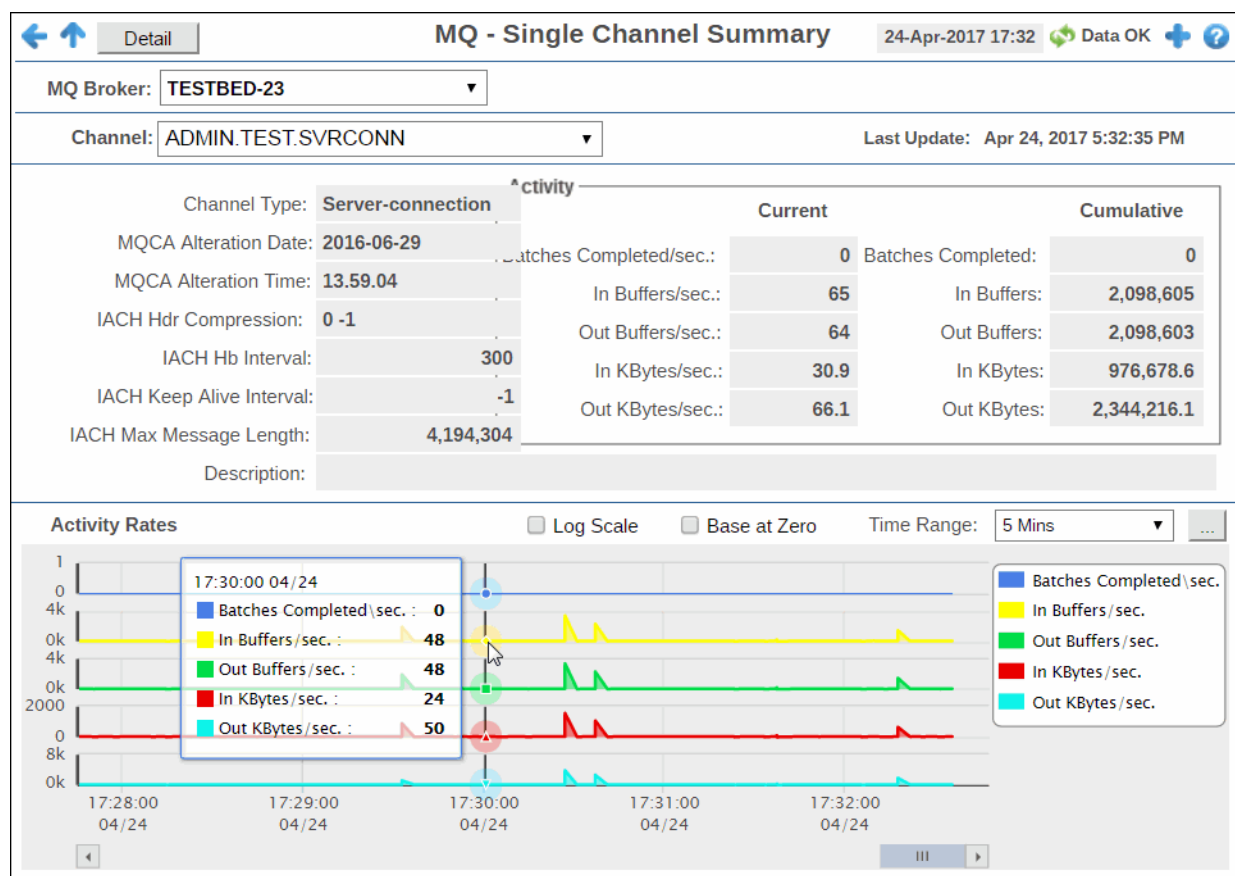 Detail
MQ - Single Channel Summary
24-Apr-2017 17:32
Data OK
MQ Broker: TESTBED-23
Channel: ADMIN.TEST.SVRCONN
Last Update: Apr 24, 2017 5:32:35 PM
Activity
Channel Type: Server-connection
Current
Cumulative
MQCA Alteration Date: 2016-06-29
Batches Completed/sec.: 0
Batches Completed: 0
MQCA Alteration Time: 13.59.04
In Buffers/sec.: 65
In Buffers: 2,098,605
IACH Hdr Compression: 0 -1
Out Buffers/sec.: 64
Out Buffers: 2,098,603
IACH Hb Interval: 300
In KBytes/sec.: 30.9
In KBytes: 976,678.6
IACH Keep Alive Interval: -1
Out KBytes/sec.: 66.1
Out KBytes: 2,344,216.1
IACH Max Message Length: 4,194,304
Description:
Activity Rates
Log Scale
Base at Zero
Time Range: 5 Mins
...
1
0
4k
0k
4k
0k
2000
0
8k
0k
17:30:00 04/24
Batches Completed\sec. : 0
In Buffers/sec. : 48
Out Buffers/sec. : 48
In KBytes/sec. : 24
Out KBytes/sec. : 50
Batches Completed\sec.
In Buffers/sec.
Out Buffers/sec.
In KBytes/sec.
Out KBytes/sec.
17:28:00 17:29:00 17:30:00 17:31:00 17:32:00
04/24 04/24 04/24 04/24 04/24